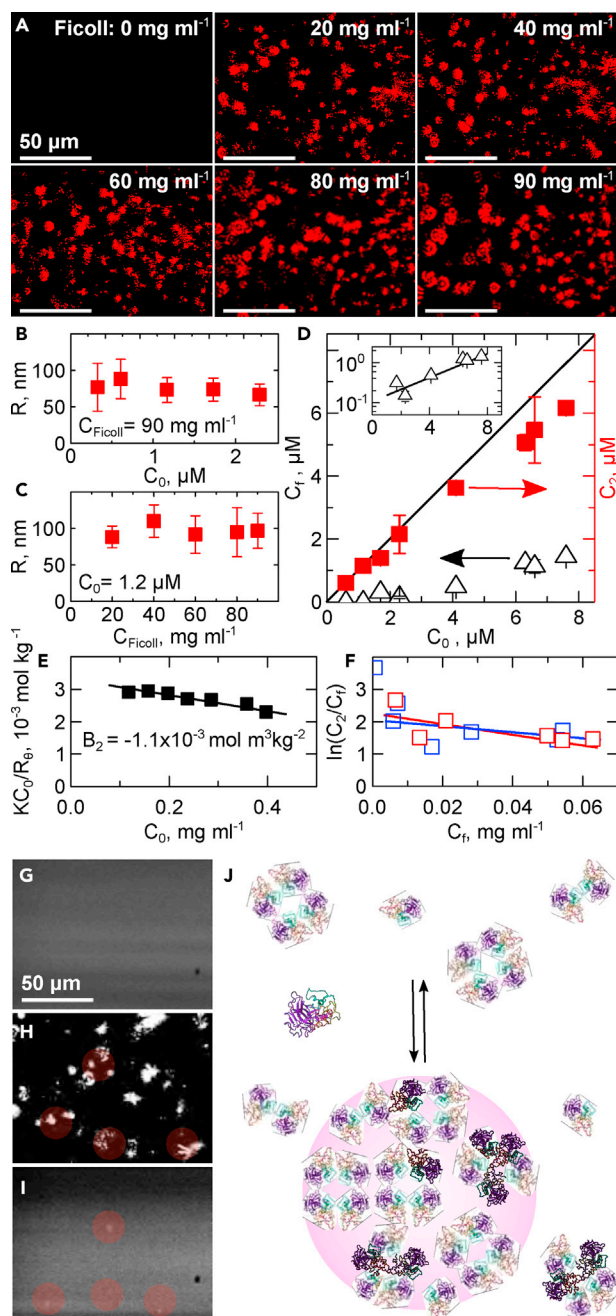 A
Ficoll: 0 mg ml⁻¹
20 mg ml⁻¹
40 mg ml⁻¹
50 µm
60 mg ml⁻¹
80 mg ml⁻¹
90 mg ml⁻¹
B
R, nm
100
50
0
C_Ficoll = 90 mg ml⁻¹
0 1 2
C₀, µM
C
R, nm
100
50
0
C₀= 1.2 µM
0 20 40 60 80
C_Ficoll, mg ml⁻¹
D
10⁰
10⁻¹
0 4 8
C_f, µM
6
4
2
0
C₂, µM
0 2 4 6 8
C₀, µM
E
KC₀/R_θ, 10⁻³ mol kg⁻¹
3
2
1
0
B₂ = -1.1x10⁻³ mol m³kg⁻²
0.0 0.2 0.4
C₀, mg ml⁻¹
F
ln(C₂/C_f)
3
2
1
0
0.00 0.02 0.04 0.06
C_f, mg ml⁻¹
G
50 µm
H
I
J